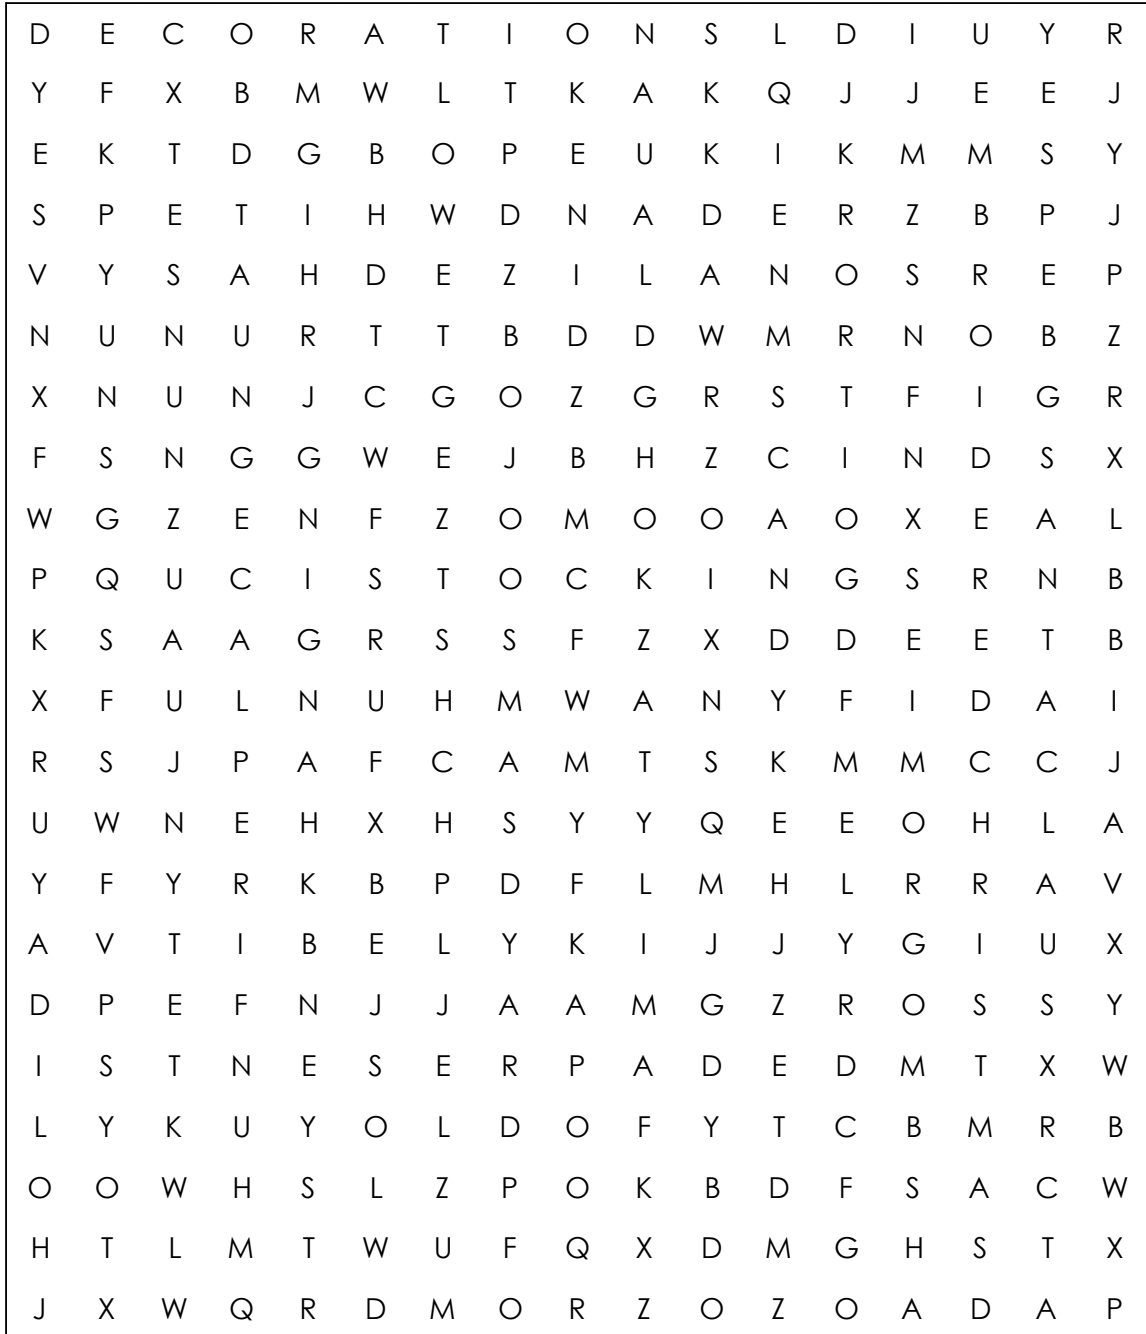 D E C O R A T I O N S L D I U Y R
Y F X B M W L T K A K Q J J E E J
E K T D G B O P E U K I K M M S Y
S P E T I H W D N A D E R Z B P J
V Y S A H D E Z I L A N O S R E P
N U N U R T T B D D W M R N O B Z
X N U N J C G O Z G R S T F I G R
F S N G G W E J B H Z C I N D S X
W G Z E N F Z O M O O A O X E A L
P Q U C I S T O C K I N G S R N B
K S A A G R S S F Z X D D E E T B
X F U L N U H M W A N Y F I D A I
R S J P A F C A M T S K M M C C J
U W N E H X H S Y Y Q E E O H L A
Y F Y R K B P D F L M H L R R A V
A V T I B E L Y K I J J Y G I U X
D P E F N J J A A M G Z R O S S Y
I S T N E S E R P A D E D M T X W
L Y K U Y O L D O F Y T C B M R B
O O W H S L Z P O K B D F S A C W
H T L M T W U F Q X D M G H S T X
J X W Q R D M O R Z O Z O A D A P